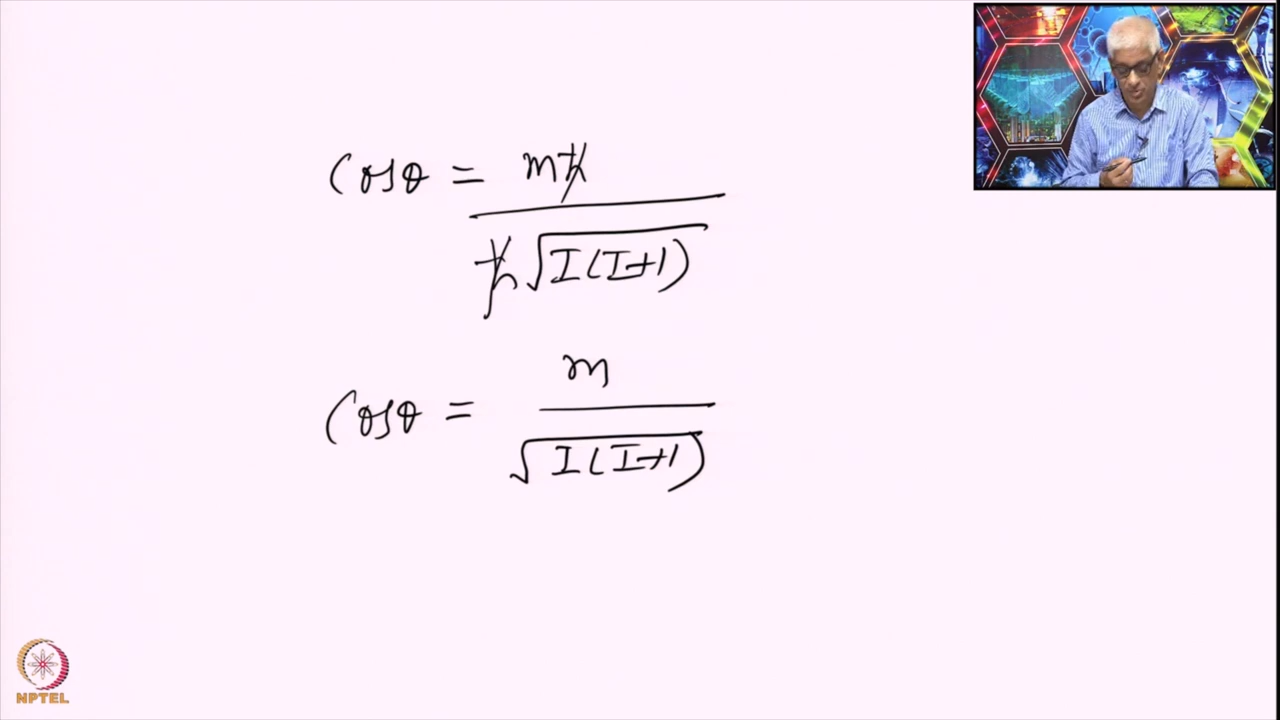 cosθ = mħ / ħ√I(I+1)
cosθ = m / √I(I+1)
NPTEL